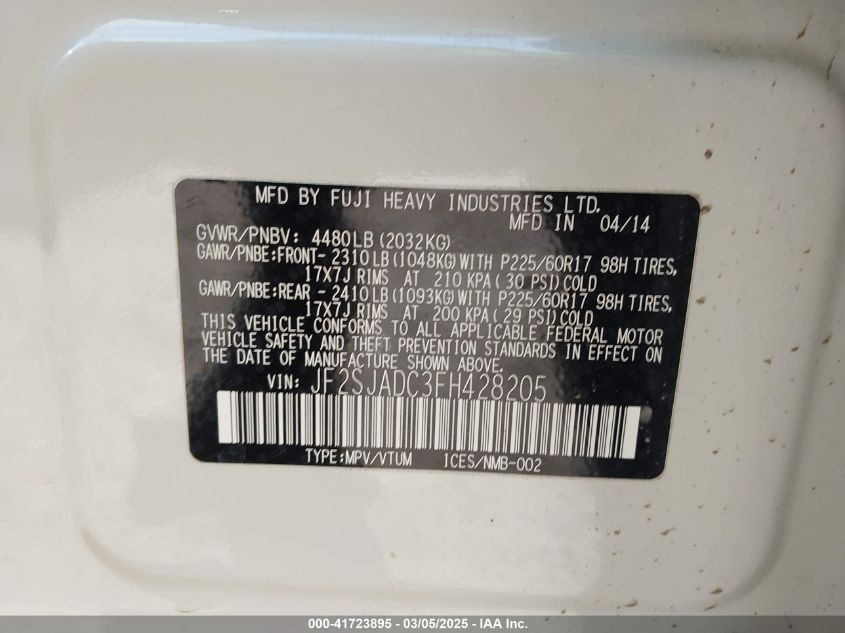 MFD BY FUJI HEAVY INDUSTRIES LTD.
MFD IN 04/14
GVWR/PNBV: 4480LB(2032KG)
GAWR/PNBE:FRONT- 2310LB(1048KG)WITH P225/60R17 98H TIRES,
17X7J RIMS AT 210 KPA( 30 PSI)COLD
GAWR/PNBE:REAR - 2410LB(1093KG)WITH P225/60R17 98H TIRES,
17X7J RIMS AT 200 KPA( 29 PSI)COLD
THIS VEHICLE CONFORMS TO ALL APPLICABLE FEDERAL MOTOR
VEHICLE SAFETY AND THEFT PREVENTION STANDARDS IN EFFECT ON
THE DATE OF MANUFACTURE SHOWN ABOVE.
VIN: JF2SJADC3FH428205
TYPE:MPV/VTUM ICES/NMB-002
000-41723895 - 03/05/2025 - IAA Inc.